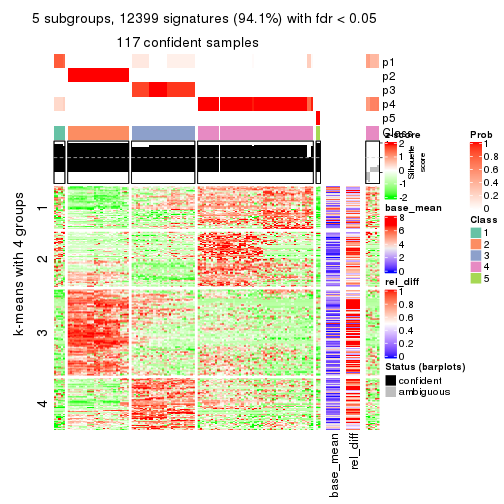 5 subgroups, 12399 signatures (94.1%) with fdr < 0.05
117 confident samples
p1
p2
p3
p4
p5
Class
Silhouette
score
k-means with 4 groups
1
2
3
4
base_mean
rel_diff
z-score
2
1
0
-1
-2
base_mean
8
6
4
2
0
rel_diff
1
0.8
0.6
0.4
0.2
0
Status (barplots)
confident
ambiguous
Prob
1
0.8
0.6
0.4
0.2
0
Class
1
2
3
4
5